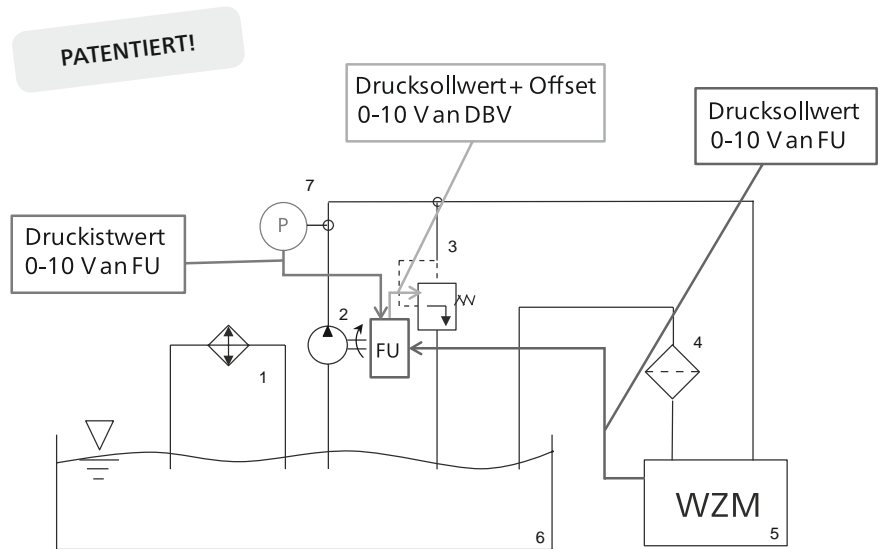 PATENTIERT!
Drucksollwert + Offset
0-10 V an DBV
Drucksollwert
0-10 V an FU
7
P
Druckistwert
0-10 V an FU
3
2
FU
4
1
WZM
5
6